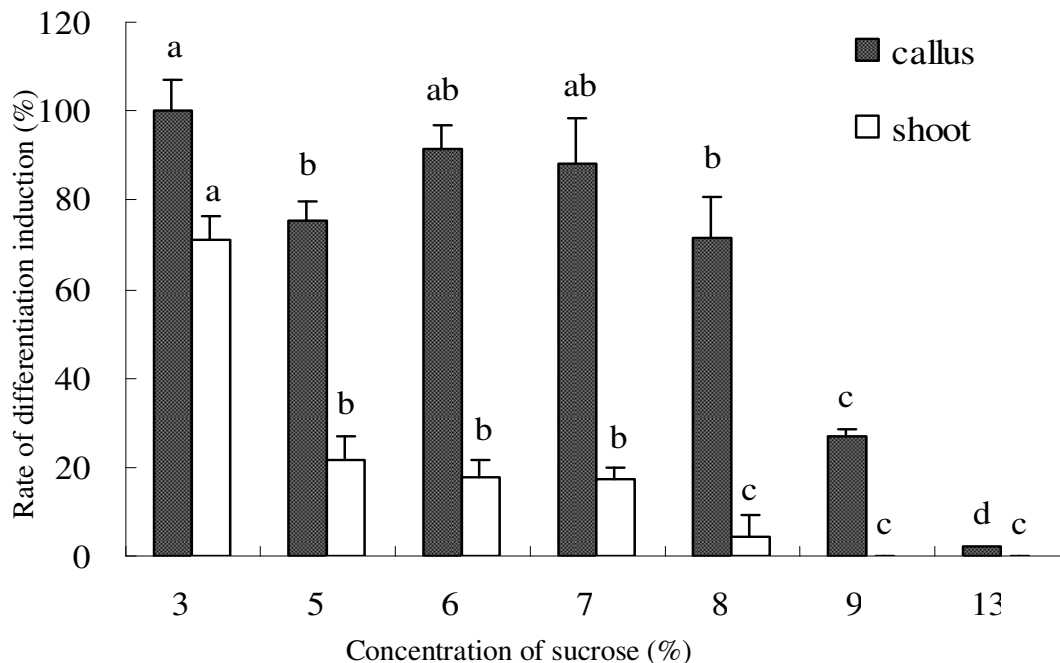 120
100
80
60
40
20
0
Rate of differentiation induction (%)
a
a
b
b
ab
b
ab
b
b
c
c
c
d
c
callus
shoot
3
5
6
7
8
9
13
Concentration of sucrose (%)